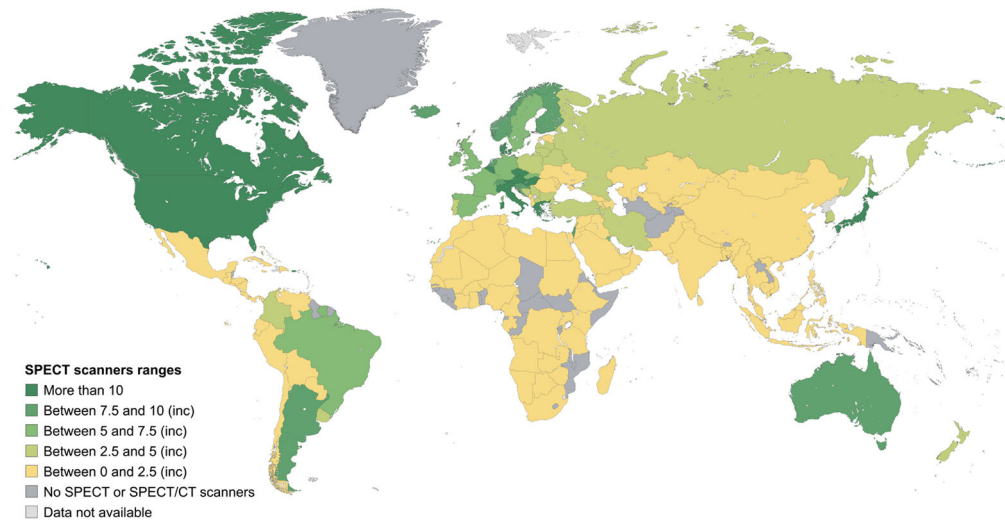 SPECT scanners ranges
More than 10
Between 7.5 and 10 (inc)
Between 5 and 7.5 (inc)
Between 2.5 and 5 (inc)
Between 0 and 2.5 (inc)
No SPECT or SPECT/CT scanners
Data not available